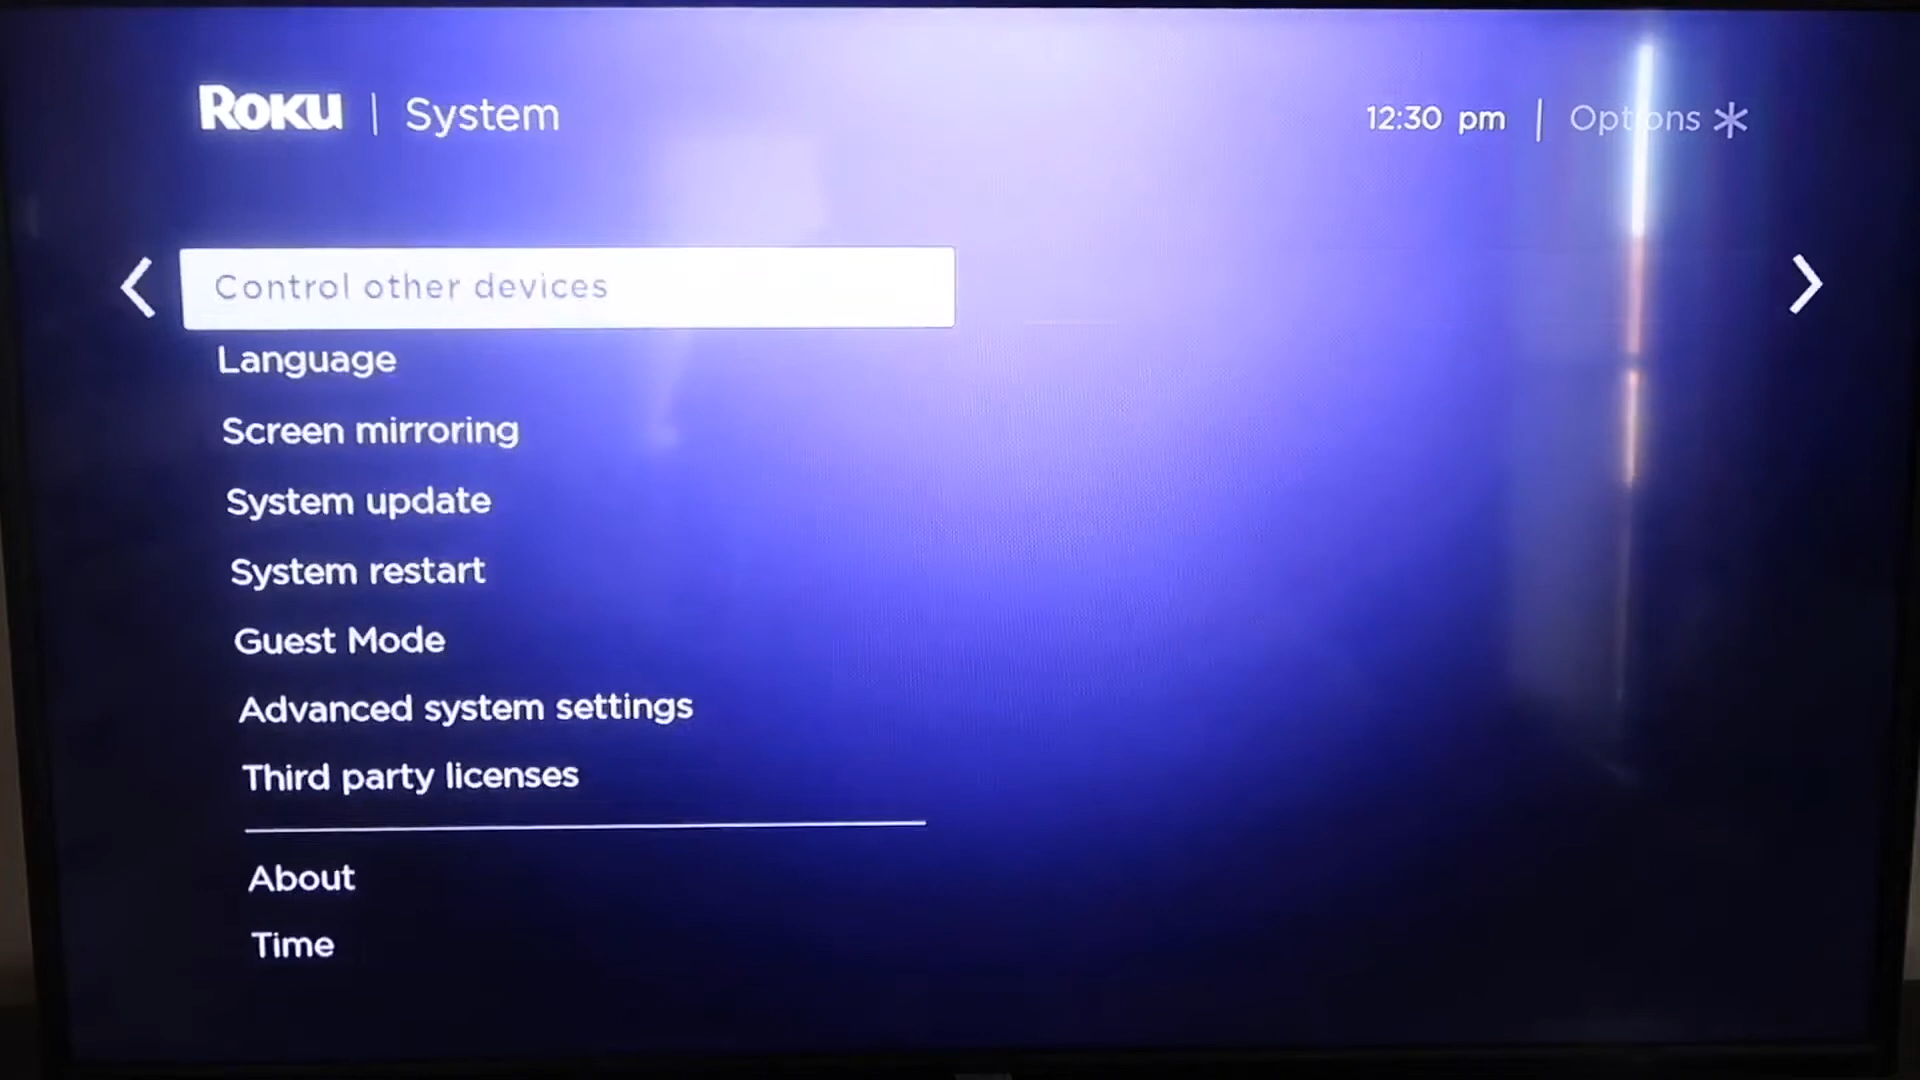 Roku | System
12:30 pm | Options *
Control other devices
Language
Screen mirroring
System update
System restart
Guest Mode
Advanced system settings
Third party licenses
About
Time